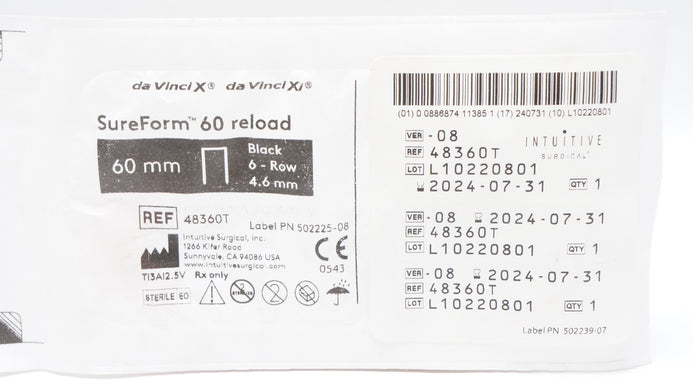 da Vinci X® da Vinci Xi®
SureForm™ 60 reload
60 mm
Black
6 - Row
4.6 mm
REF 48360T
Label PN 502225-08
Intuitive Surgical, Inc.
1266 Kifer Road
Sunnyvale, CA 94086 USA
www.intuitivesurgical.com
CE
0543
TI3Al2.5V Rx only
STERILE EO
(01) 0 0886874 11385 1 (17) 240731 (10) L10220801
VER - 08
INTUITIVE
SURGICAL
REF 48360T
LOT L10220801
2024-07-31 QTY 1
VER - 08 2024-07-31
REF 48360T
LOT L10220801 QTY 1
VER - 08 2024-07-31
REF 48360T
LOT L10220801 QTY 1
Label PN 502239-07